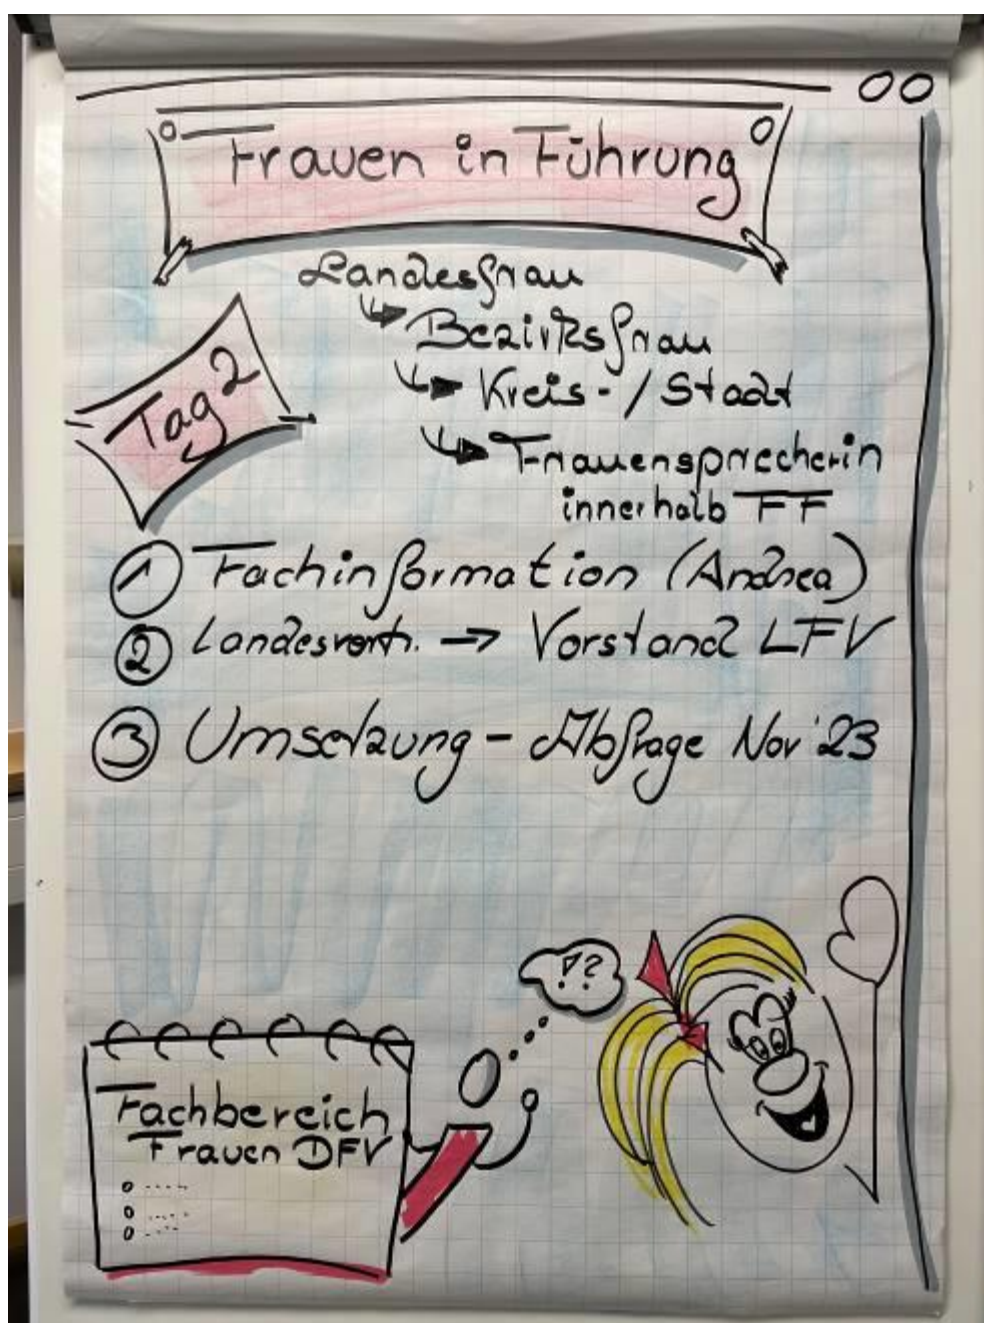 Frauen in Führung
Landesfrau
Bezirksfrau
Tag 2
Kreis- / Stadt
Frauensprecherin
innerhalb FF
1 Fachinformation (Andrea)
2 → Vorstand LFV
3 Umsetzung - Abfrage Nov '23
!?
Fachbereich
Frauen DFV